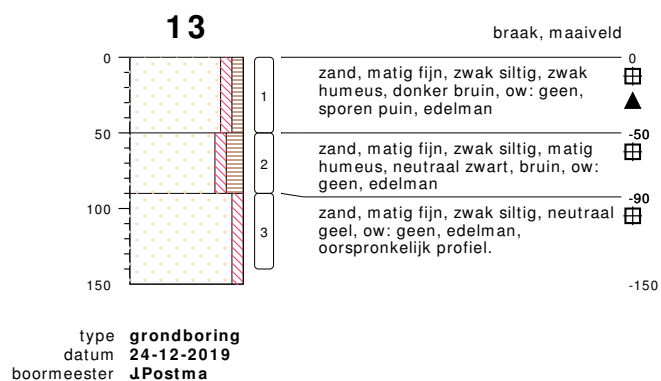 13
braak, maaiveld
0
50
100
150
1
2
3
0
zand, matig fijn, zwak siltig, zwak
humeus, donker bruin, ow: geen,
sporen puin, edelman
-50
zand, matig fijn, zwak siltig, matig
humeus, neutraal zwart, bruin, ow:
geen, edelman
-90
zand, matig fijn, zwak siltig, neutraal
geel, ow: geen, edelman,
oorspronkelijk profiel.
-150
type grondboring
datum 24-12-2019
boormeester J.Postma